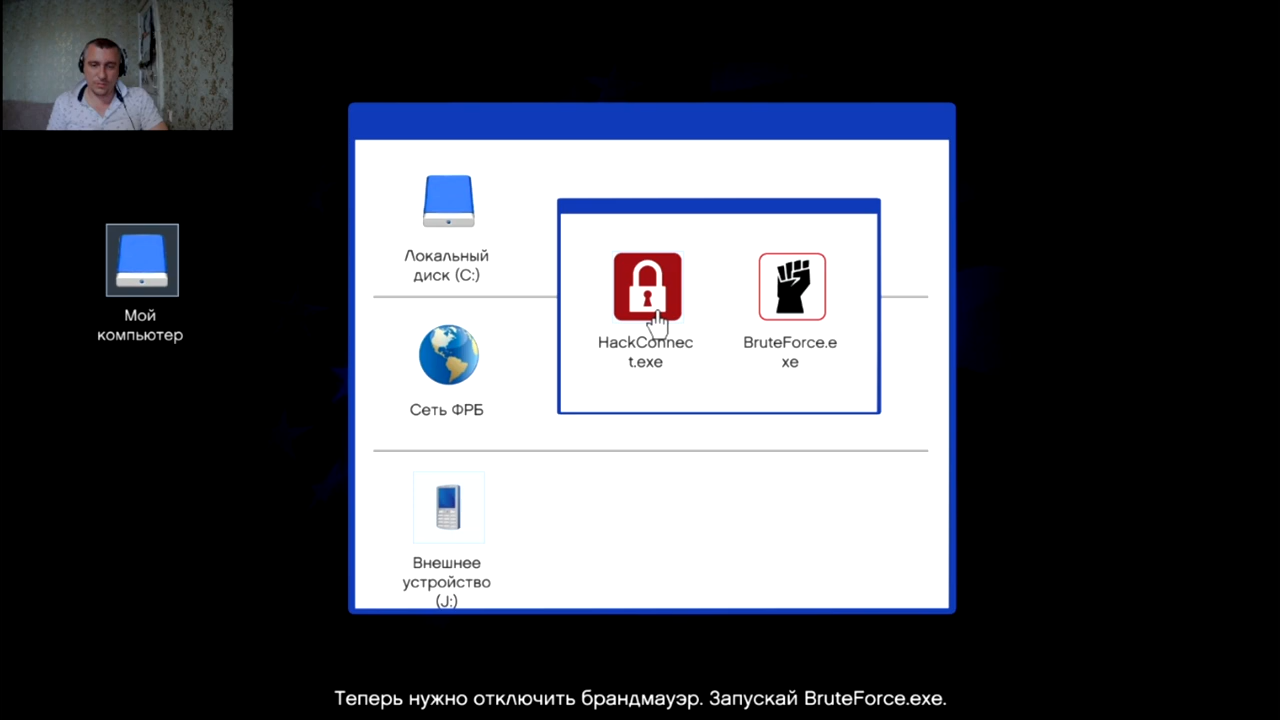 Локальный
диск (C:)
HackConnec
t.exe
BruteForce.e
xe
Мой
компьютер
Сеть ФРБ
Внешнее
устройство
(J:)
Теперь нужно отключить брандмауэр. Запускай BruteForce.exe.